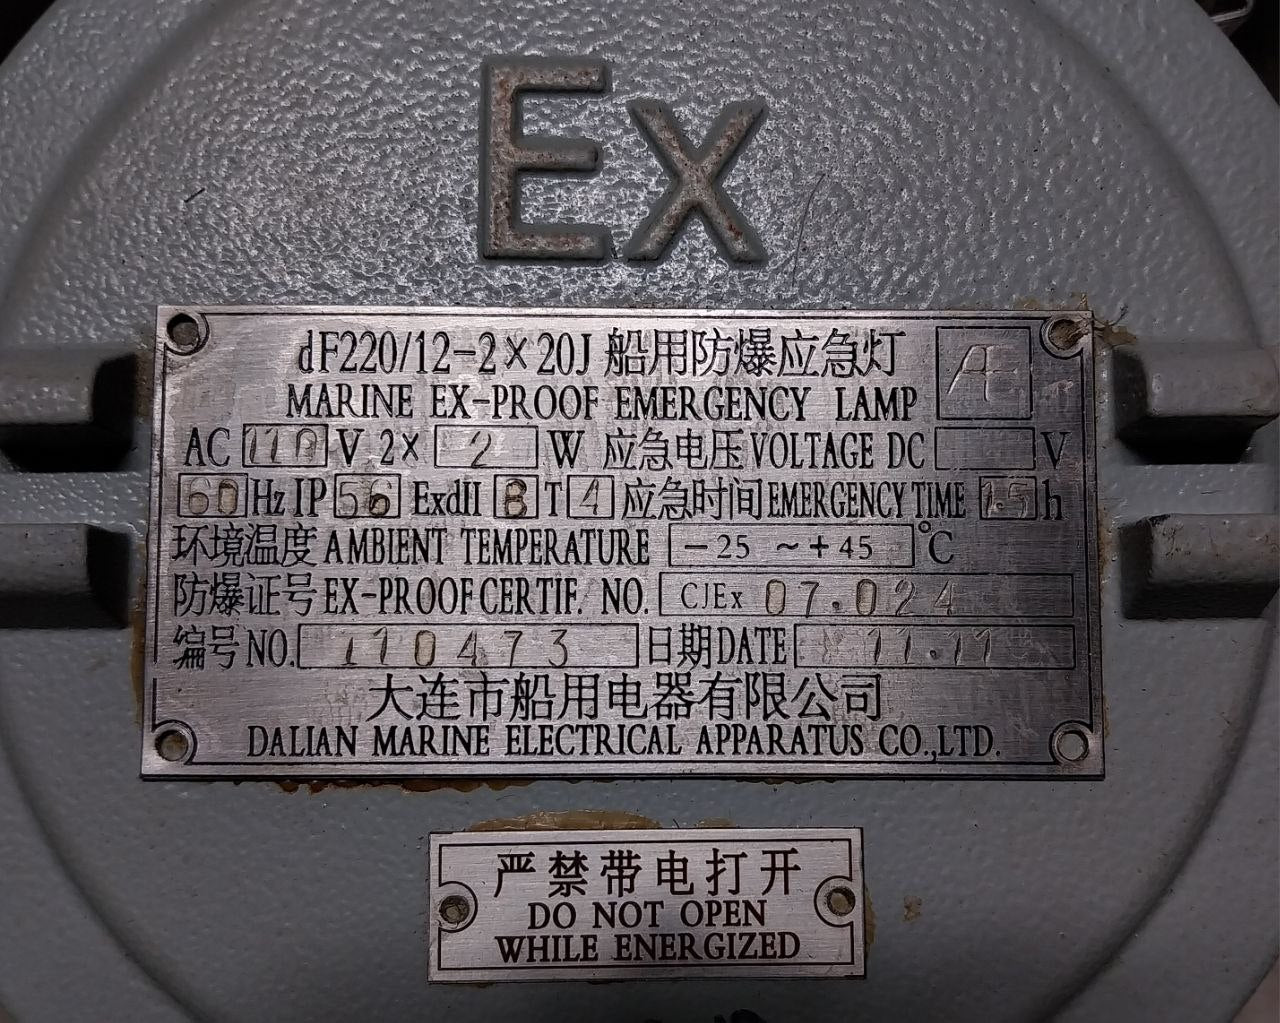 Ex
dF220/12-2×20J 船用防爆应急灯
MARINE EX-PROOF EMERGENCY LAMP
AC 110 V 2× 2 W 应急电压 VOLTAGE DC V
60 Hz IP 56 ExdII B T 4 应急时间 EMERGENCY TIME 1.5 h
环境温度 AMBIENT TEMPERATURE -25 ~+45 ℃
防爆证号 EX-PROOF CERTIF. NO. CJEx 07.024
编号 NO. 110473 日期 DATE 11.11
大连市船用电器有限公司
DALIAN MARINE ELECTRICAL APPARATUS CO.,LTD.
严禁带电打开
DO NOT OPEN
WHILE ENERGIZED